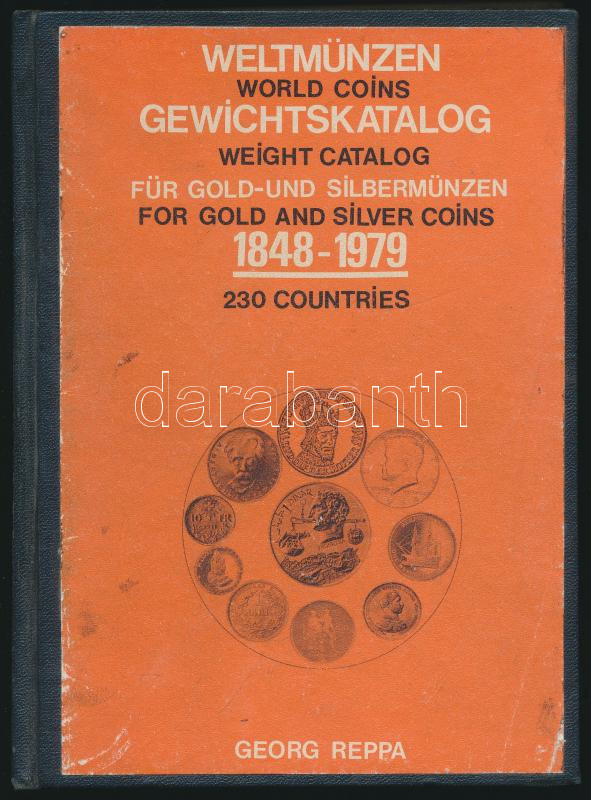 WELTMÜNZEN
WORLD COiNS
GEWiCHTSKATALOG
WEiGHT CATALOG
FÜR GOLD-UND SiLBERMÜNZEN
FOR GOLD AND SiLVER COiNS
1848-1979
230 COUNTRiES
darabanth
GEORG REPPA